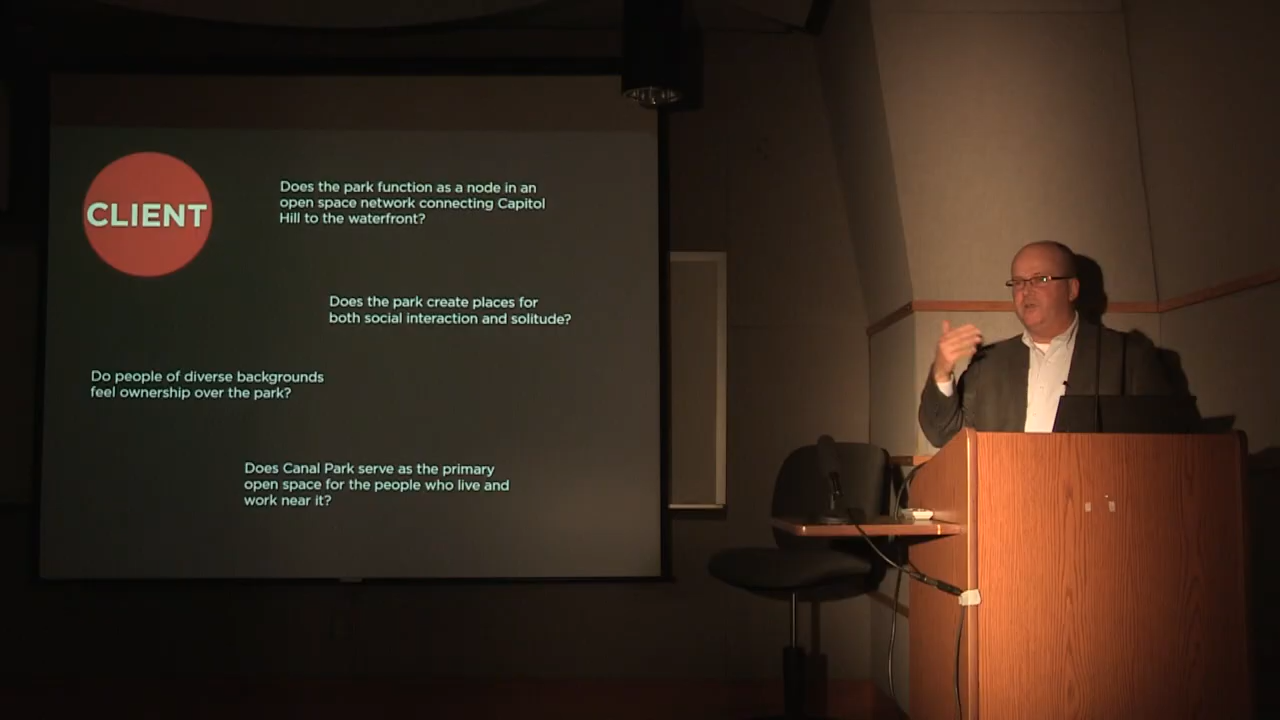 CLIENT
Does the park function as a node in an
open space network connecting Capitol
Hill to the waterfront?
Does the park create places for
both social interaction and solitude?
Do people of diverse backgrounds
feel ownership over the park?
Does Canal Park serve as the primary
open space for the people who live and
work near it?